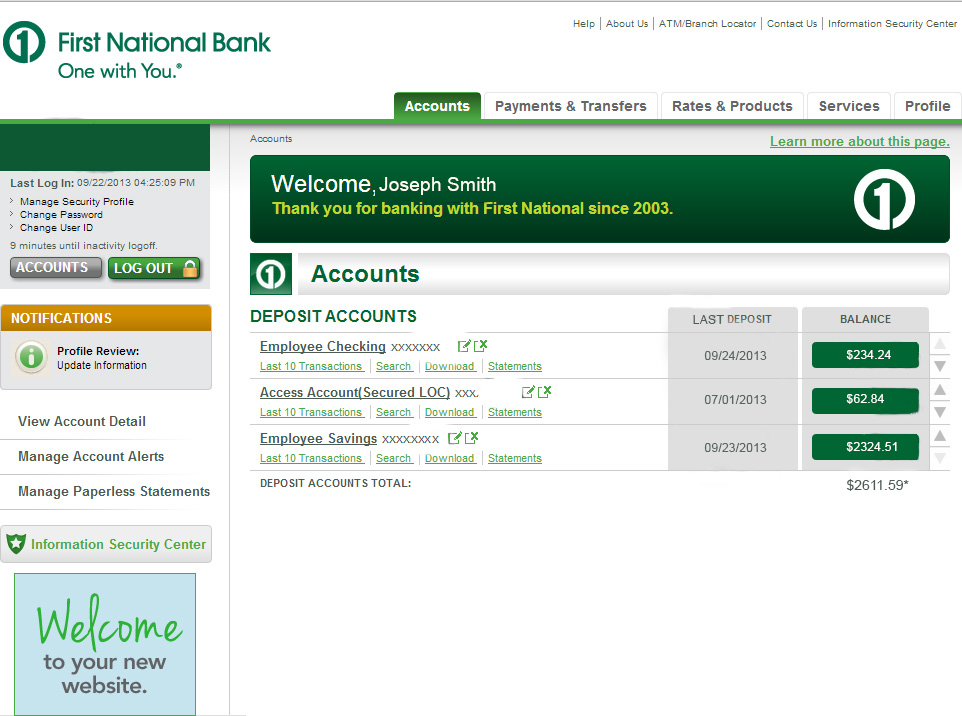 Help About Us ATM/Branch Locator Contact Us Information Security Center
1 First National Bank
One with You.®
Accounts Payments & Transfers Rates & Products Services Profile
Accounts
Learn more about this page.
Last Log In: 09/22/2013 04:25:09 PM
Manage Security Profile
Change Password
Change User ID
9 minutes until inactivity logoff.
ACCOUNTS LOG OUT
NOTIFICATIONS
Profile Review:
Update Information
View Account Detail
Manage Account Alerts
Manage Paperless Statements
Information Security Center
Welcome
to your new
website.
Welcome, Joseph Smith
Thank you for banking with First National since 2003.
1
1 Accounts
DEPOSIT ACCOUNTS LAST DEPOSIT BALANCE
Employee Checking xxxxxxx 09/24/2013 $234.24
Last 10 Transactions Search Download Statements
Access Account(Secured LOC) xxx. 07/01/2013 $62.84
Last 10 Transactions Search Download Statements
Employee Savings xxxxxxxx 09/23/2013 $2324.51
Last 10 Transactions Search Download Statements
DEPOSIT ACCOUNTS TOTAL: $2611.59*